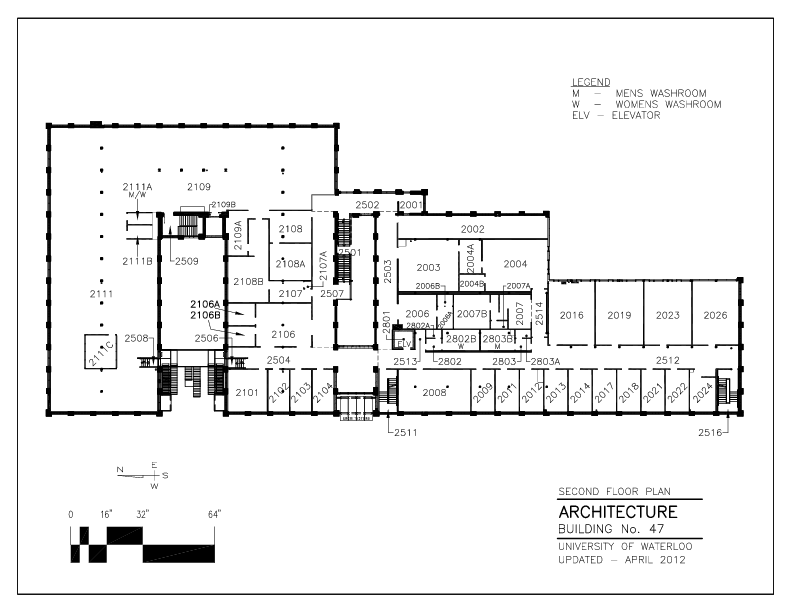 LEGEND
M – MENS WASHROOM
W – WOMENS WASHROOM
ELV – ELEVATOR
2111A
M/W
2109
2109B
2502
2001
2108
2109A
2002
2501
2111B
2509
2108A
2107A
2503
2003
2004A
2004
2108B
2004B
2006B
2007A
2111
2107
2507
2106A
2106B
2106
2801
2006
2006A
2007B
2007
2514
2016
2019
2023
2026
2802A
2508
2506
2111C
ELV
2802B
W
2803B
M
2504
2513
2802
2803
2803A
2512
2101
2102
2103
2104
2008
2009
2011
2012
2013
2014
2017
2018
2021
2022
2024
2511
2516
N
E
S
W
0 16" 32" 64"
SECOND FLOOR PLAN
ARCHITECTURE
BUILDING No. 47
UNIVERSITY OF WATERLOO
UPDATED – APRIL 2012